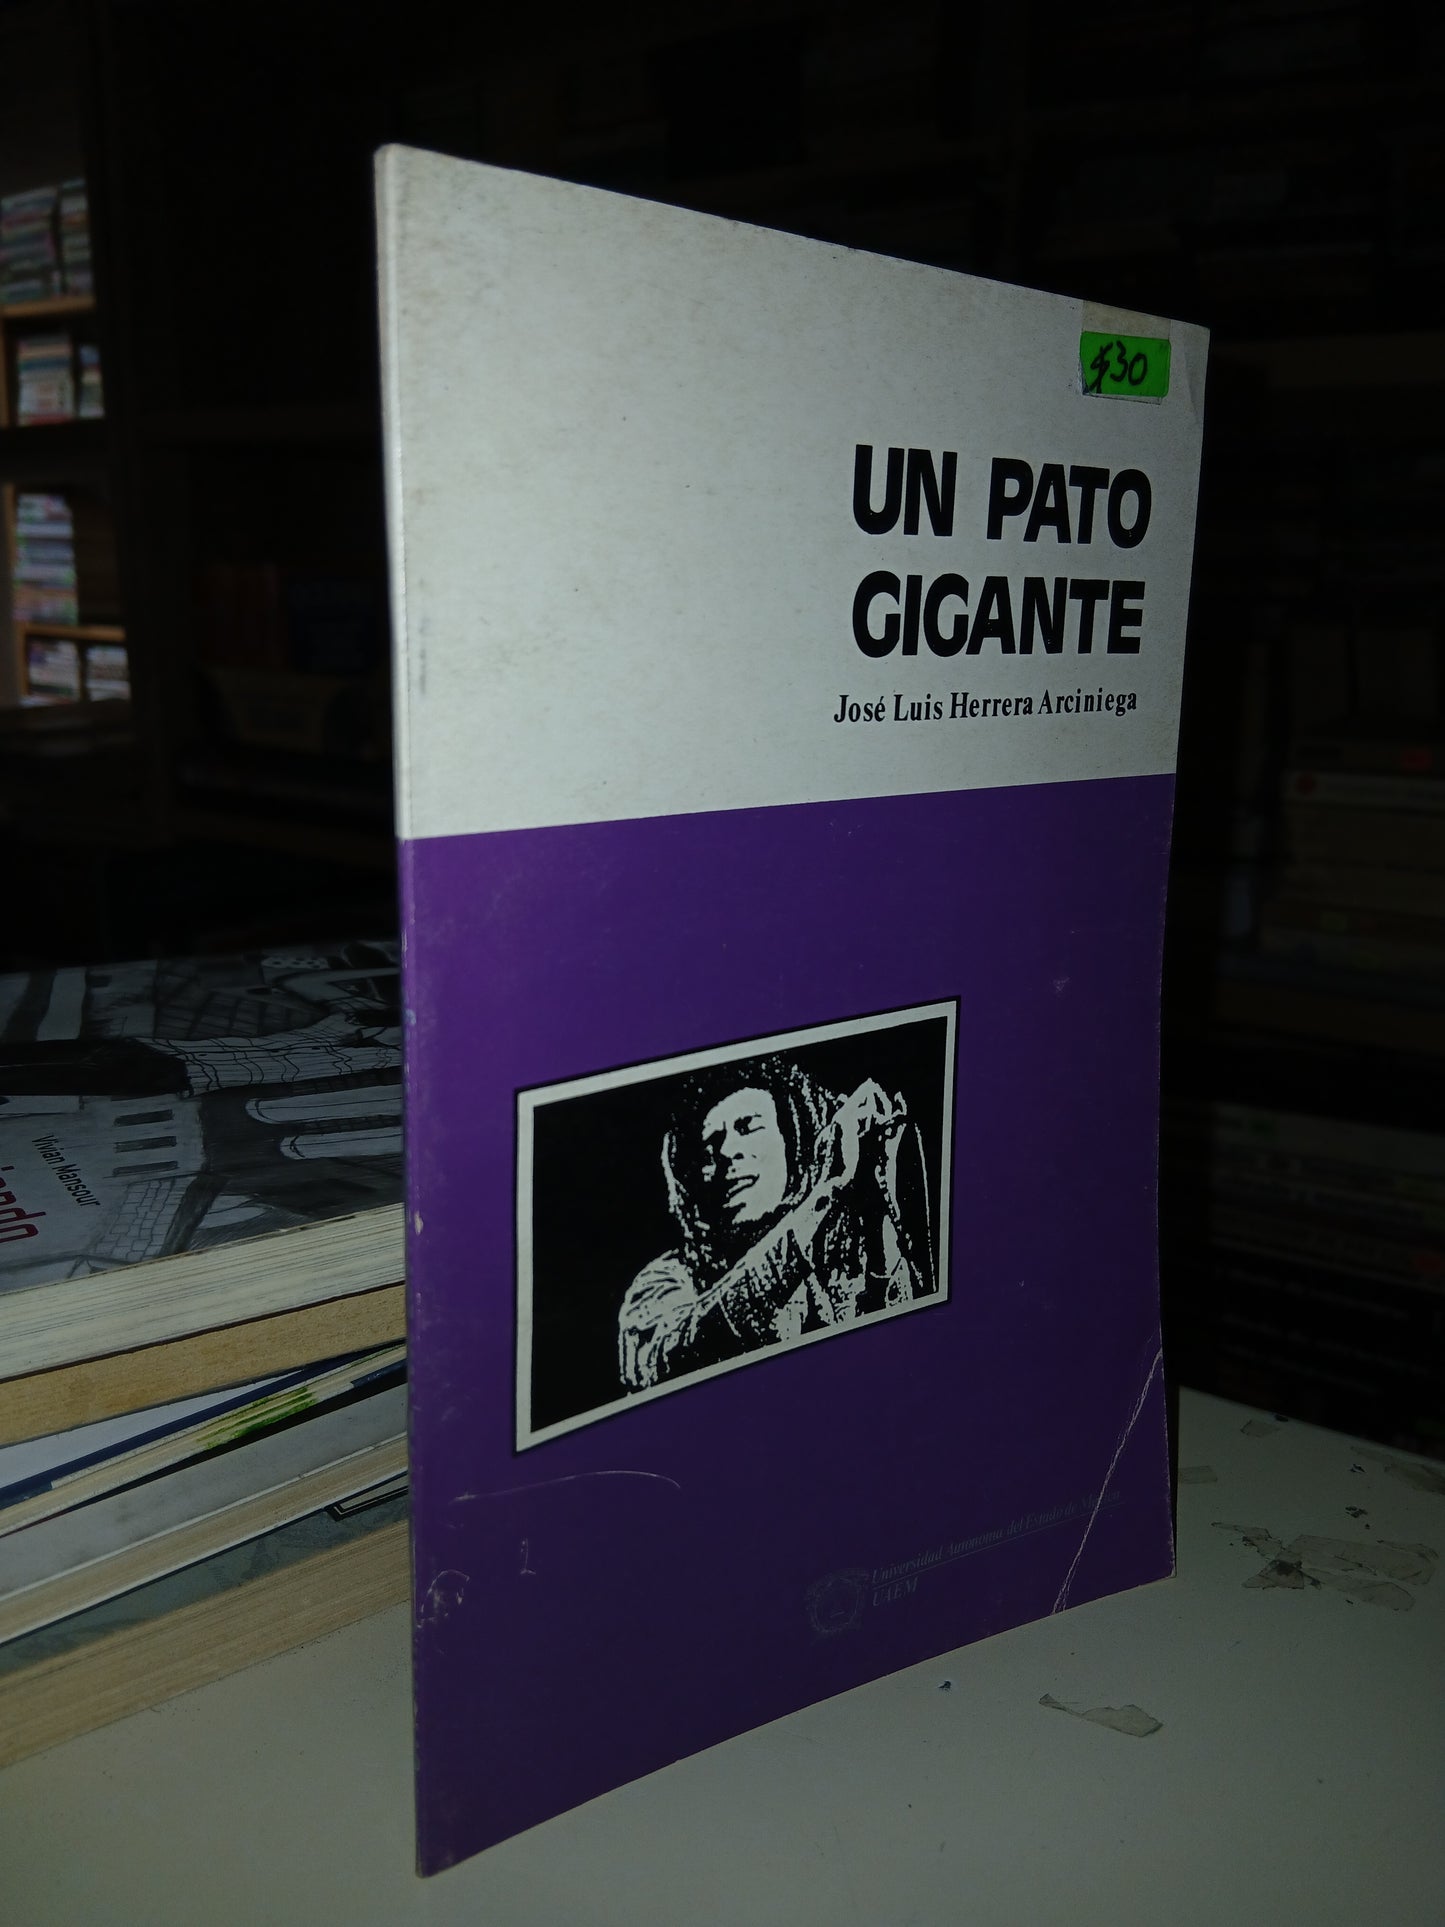 $30
UN PATO
GIGANTE
José Luis Herrera Arciniega
Universidad Autónoma del Estado de México
UAEM
Vivian Mansour